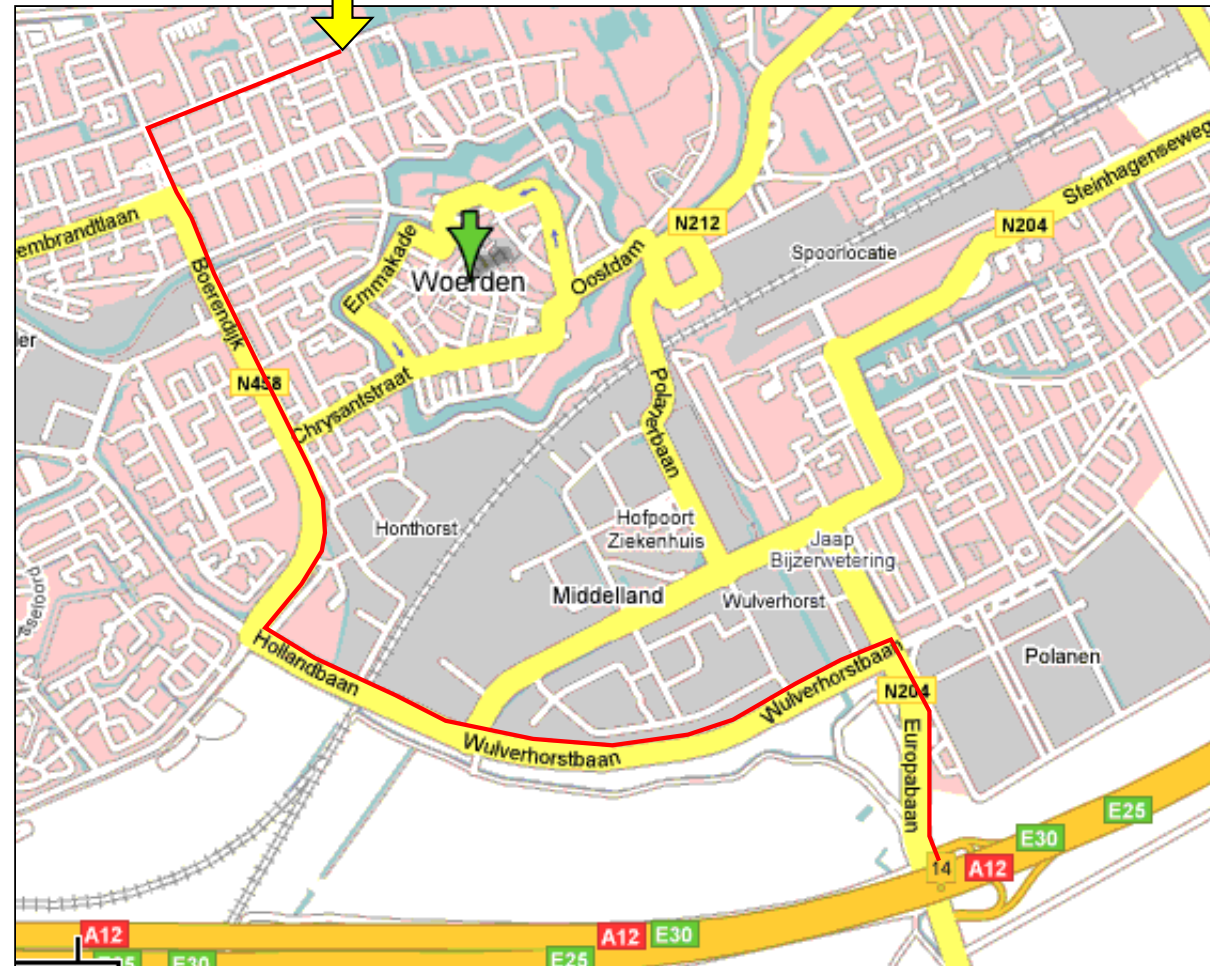 Steinhagenseweg
N212
N204
embrandtlaan
Emmakade
Oostdam
Spoorlocatie
Woerden
Boerendijk
N458
Chrysantstraat
Polanerbaan
Honthorst
Hofpoort
Ziekenhuis
Jaap
Bijzerwetering
Middelland
Wulverhorst
Hollandbaan
Wulverhorstbaan
Polanen
N204
Wulverhorstbaan
Europabaan
E25
E30
14
A12
A12
A12
E30
E30
E25